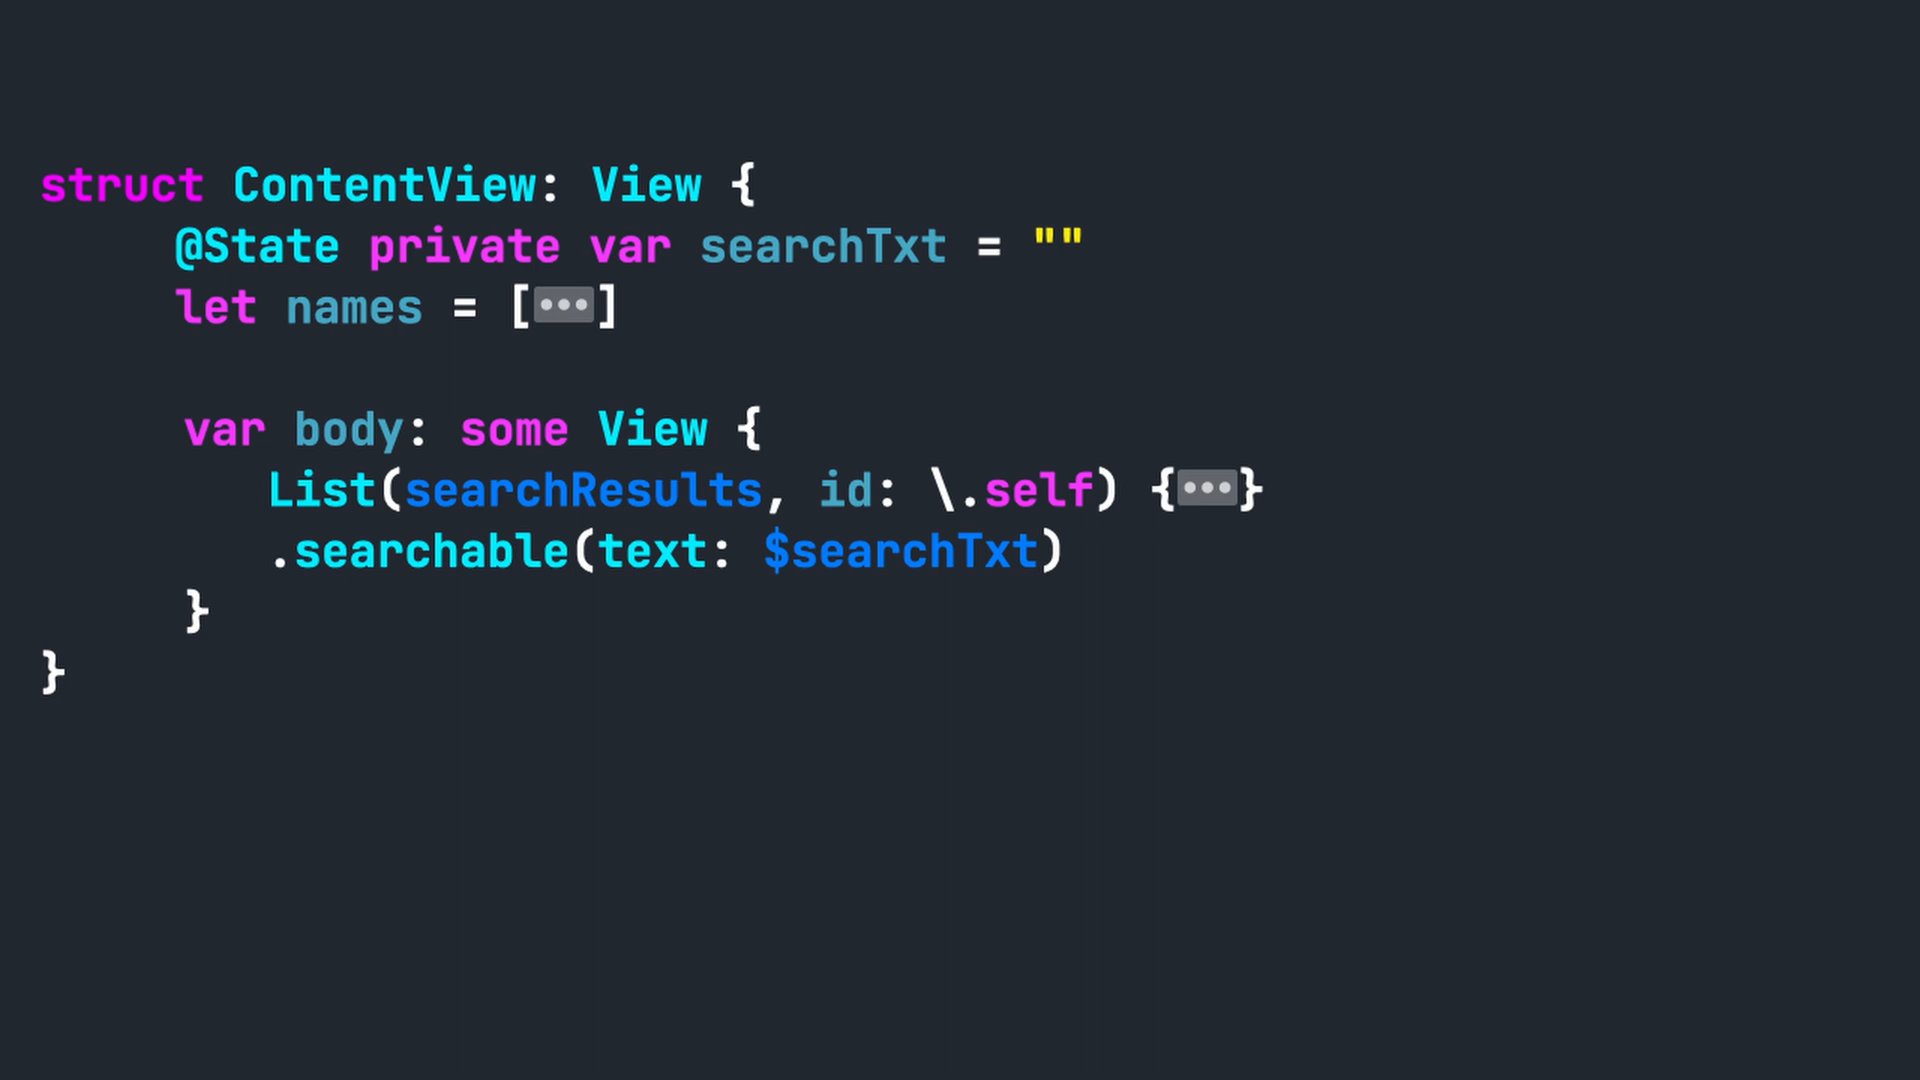 struct ContentView: View {
@State private var searchTxt = ""
let names = [•••]
var body: some View {
List(searchResults, id: \.self) {•••}
.searchable(text: $searchTxt)
}
}